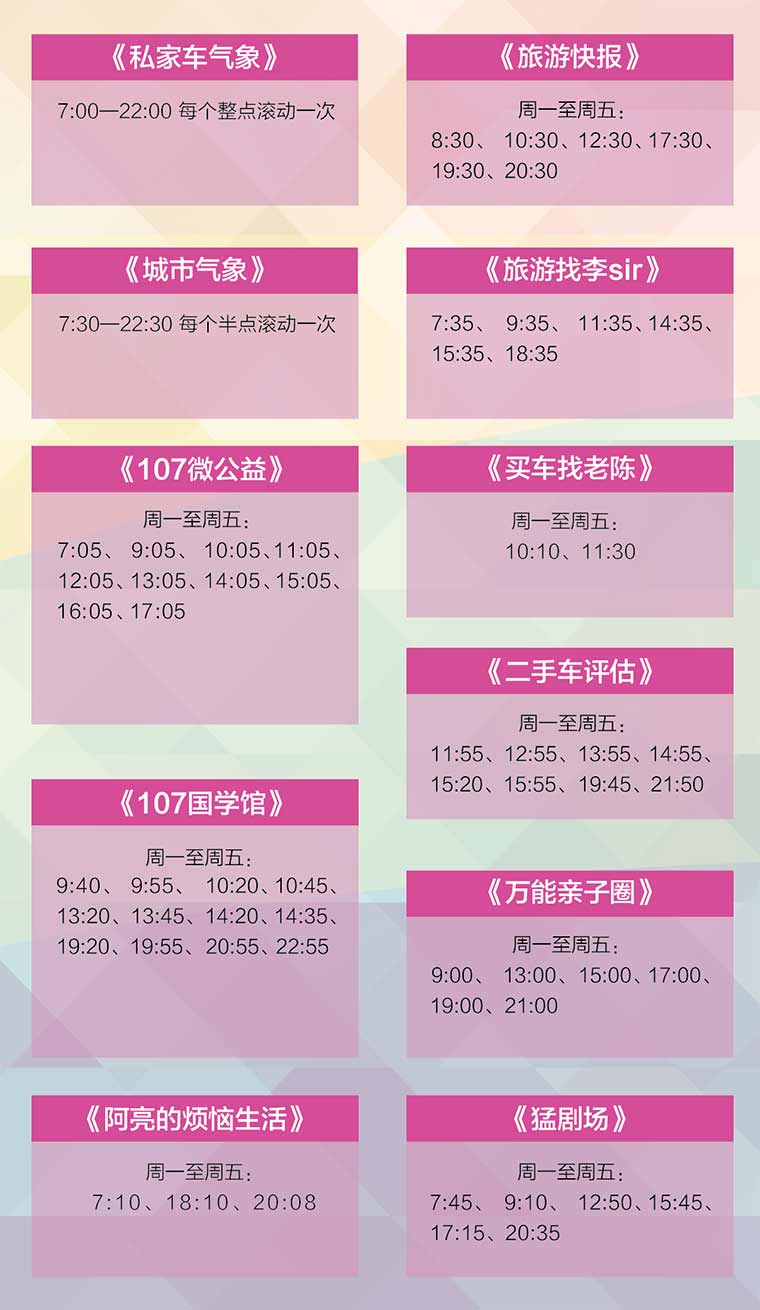 《私家车气象》
7:00—22:00 每个整点滚动一次
《旅游快报》
周一至周五：
8:30、 10:30、12:30、17:30、
19:30、20:30
《城市气象》
7:30—22:30 每个半点滚动一次
《旅游找李sir》
7:35、 9:35、 11:35、14:35、
15:35、18:35
《107微公益》
周一至周五：
7:05、 9:05、 10:05、11:05、
12:05、13:05、14:05、15:05、
16:05、17:05
《买车找老陈》
周一至周五：
10:10、11:30
《二手车评估》
周一至周五：
11:55、12:55、13:55、14:55、
15:20、15:55、19:45、21:50
《107国学馆》
周一至周五：
9:40、 9:55、 10:20、10:45、
13:20、13:45、14:20、14:35、
19:20、19:55、20:55、22:55
《万能亲子圈》
周一至周五：
9:00、 13:00、15:00、17:00、
19:00、21:00
《阿亮的烦恼生活》
周一至周五：
7:10、18:10、20:08
《猛剧场》
周一至周五：
7:45、 9:10、 12:50、15:45、
17:15、20:35